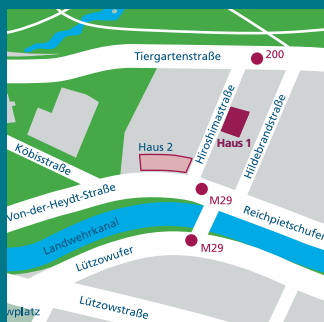 Tiergartenstraße
200
Hiroshimastraße
Haus 1
Hildebrandstraße
Haus 2
Köbisstraße
Von-der-Heydt-Straße
M29
Reichpietschufer
Landwehrkanal
M29
Lützowufer
Lützowstraße
wplatz